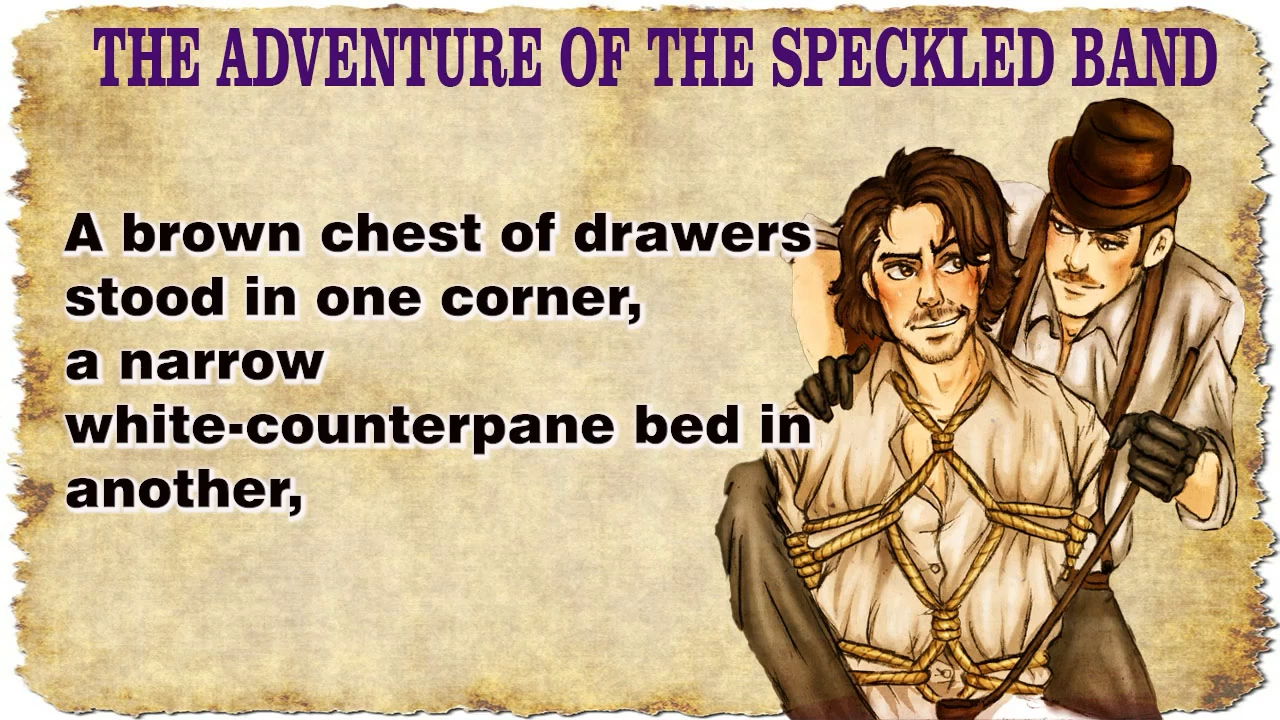 THE ADVENTURE OF THE SPECKLED BAND
A brown chest of drawers
stood in one corner,
a narrow
white-counterpane bed in
another,